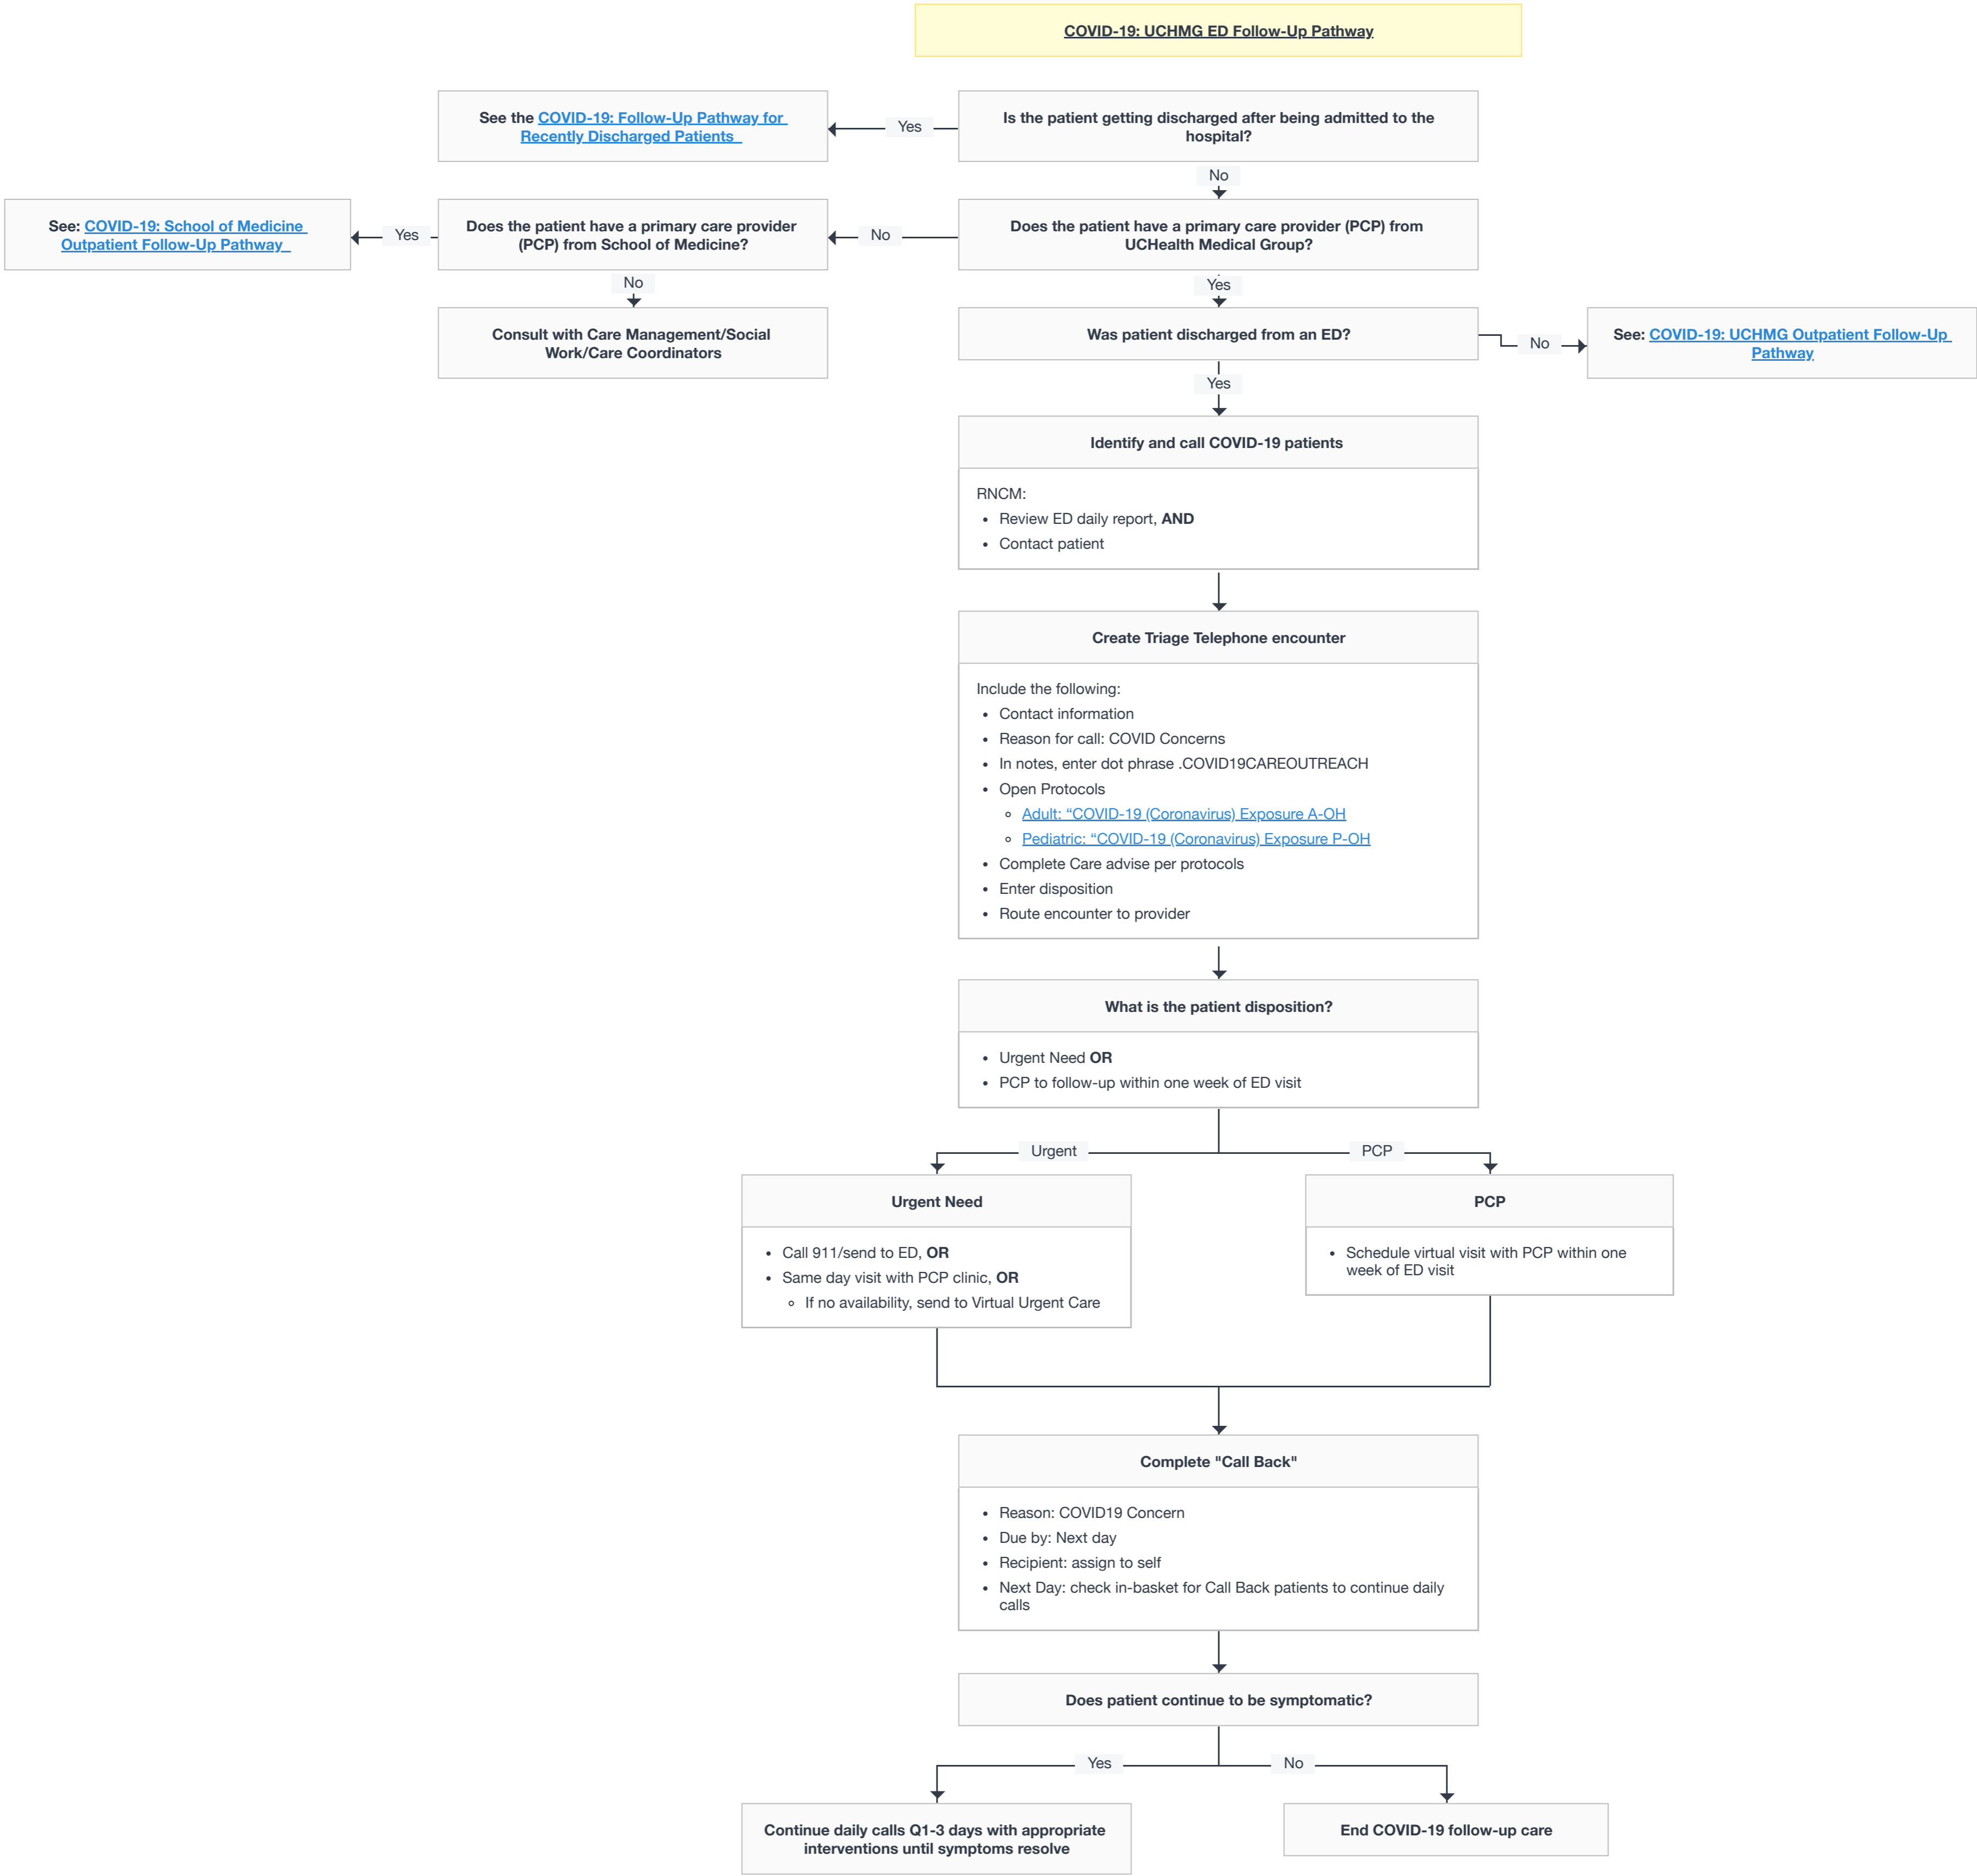 COVID-19: UCHMG ED Follow-Up Pathway
See the COVID-19: Follow-Up Pathway for
Recently Discharged Patients
Yes
Is the patient getting discharged after being admitted to the
hospital?
No
See: COVID-19: School of Medicine
Outpatient Follow-Up Pathway
Yes
Does the patient have a primary care provider
(PCP) from School of Medicine?
No
Does the patient have a primary care provider (PCP) from
UCHealth Medical Group?
No
Yes
Consult with Care Management/Social
Work/Care Coordinators
Was patient discharged from an ED?
No
See: COVID-19: UCHMG Outpatient Follow-Up
Pathway
Yes
Identify and call COVID-19 patients
RNCM:
• Review ED daily report, AND
• Contact patient
Create Triage Telephone encounter
Include the following:
• Contact information
• Reason for call: COVID Concerns
• In notes, enter dot phrase .COVID19CAREOUTREACH
• Open Protocols
◦ Adult: “COVID-19 (Coronavirus) Exposure A-OH
◦ Pediatric: “COVID-19 (Coronavirus) Exposure P-OH
• Complete Care advise per protocols
• Enter disposition
• Route encounter to provider
What is the patient disposition?
• Urgent Need OR
• PCP to follow-up within one week of ED visit
Urgent
PCP
Urgent Need
• Call 911/send to ED, OR
• Same day visit with PCP clinic, OR
◦ If no availability, send to Virtual Urgent Care
PCP
• Schedule virtual visit with PCP within one
week of ED visit
Complete "Call Back"
• Reason: COVID19 Concern
• Due by: Next day
• Recipient: assign to self
• Next Day: check in-basket for Call Back patients to continue daily
calls
Does patient continue to be symptomatic?
Yes
No
Continue daily calls Q1-3 days with appropriate
interventions until symptoms resolve
End COVID-19 follow-up care